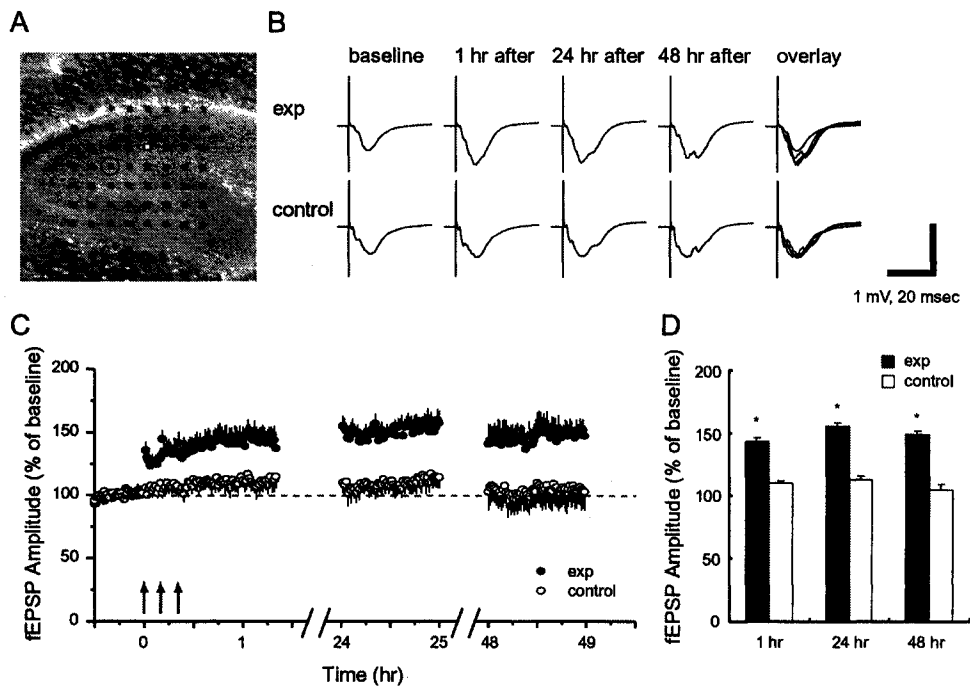 A
B
baseline 1 hr after 24 hr after 48 hr after overlay
exp
control
1 mV, 20 msec
C
fEPSP Amplitude (% of baseline)
200
150
100
50
0
exp
control
0 1 24 25 48 49
Time (hr)
D
fEPSP Amplitude (% of baseline)
exp
control
200
150
100
50
0
* * *
1 hr 24 hr 48 hr